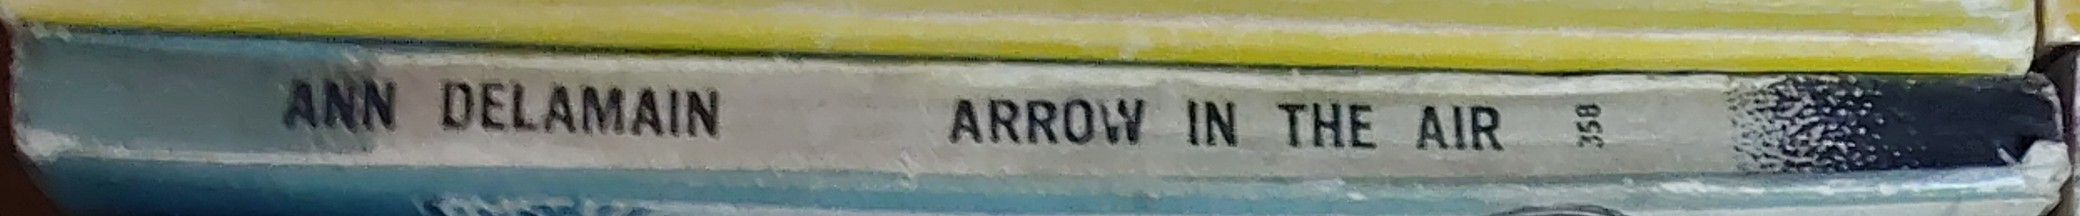 ANN DELAMAIN ARROW IN THE AIR 358